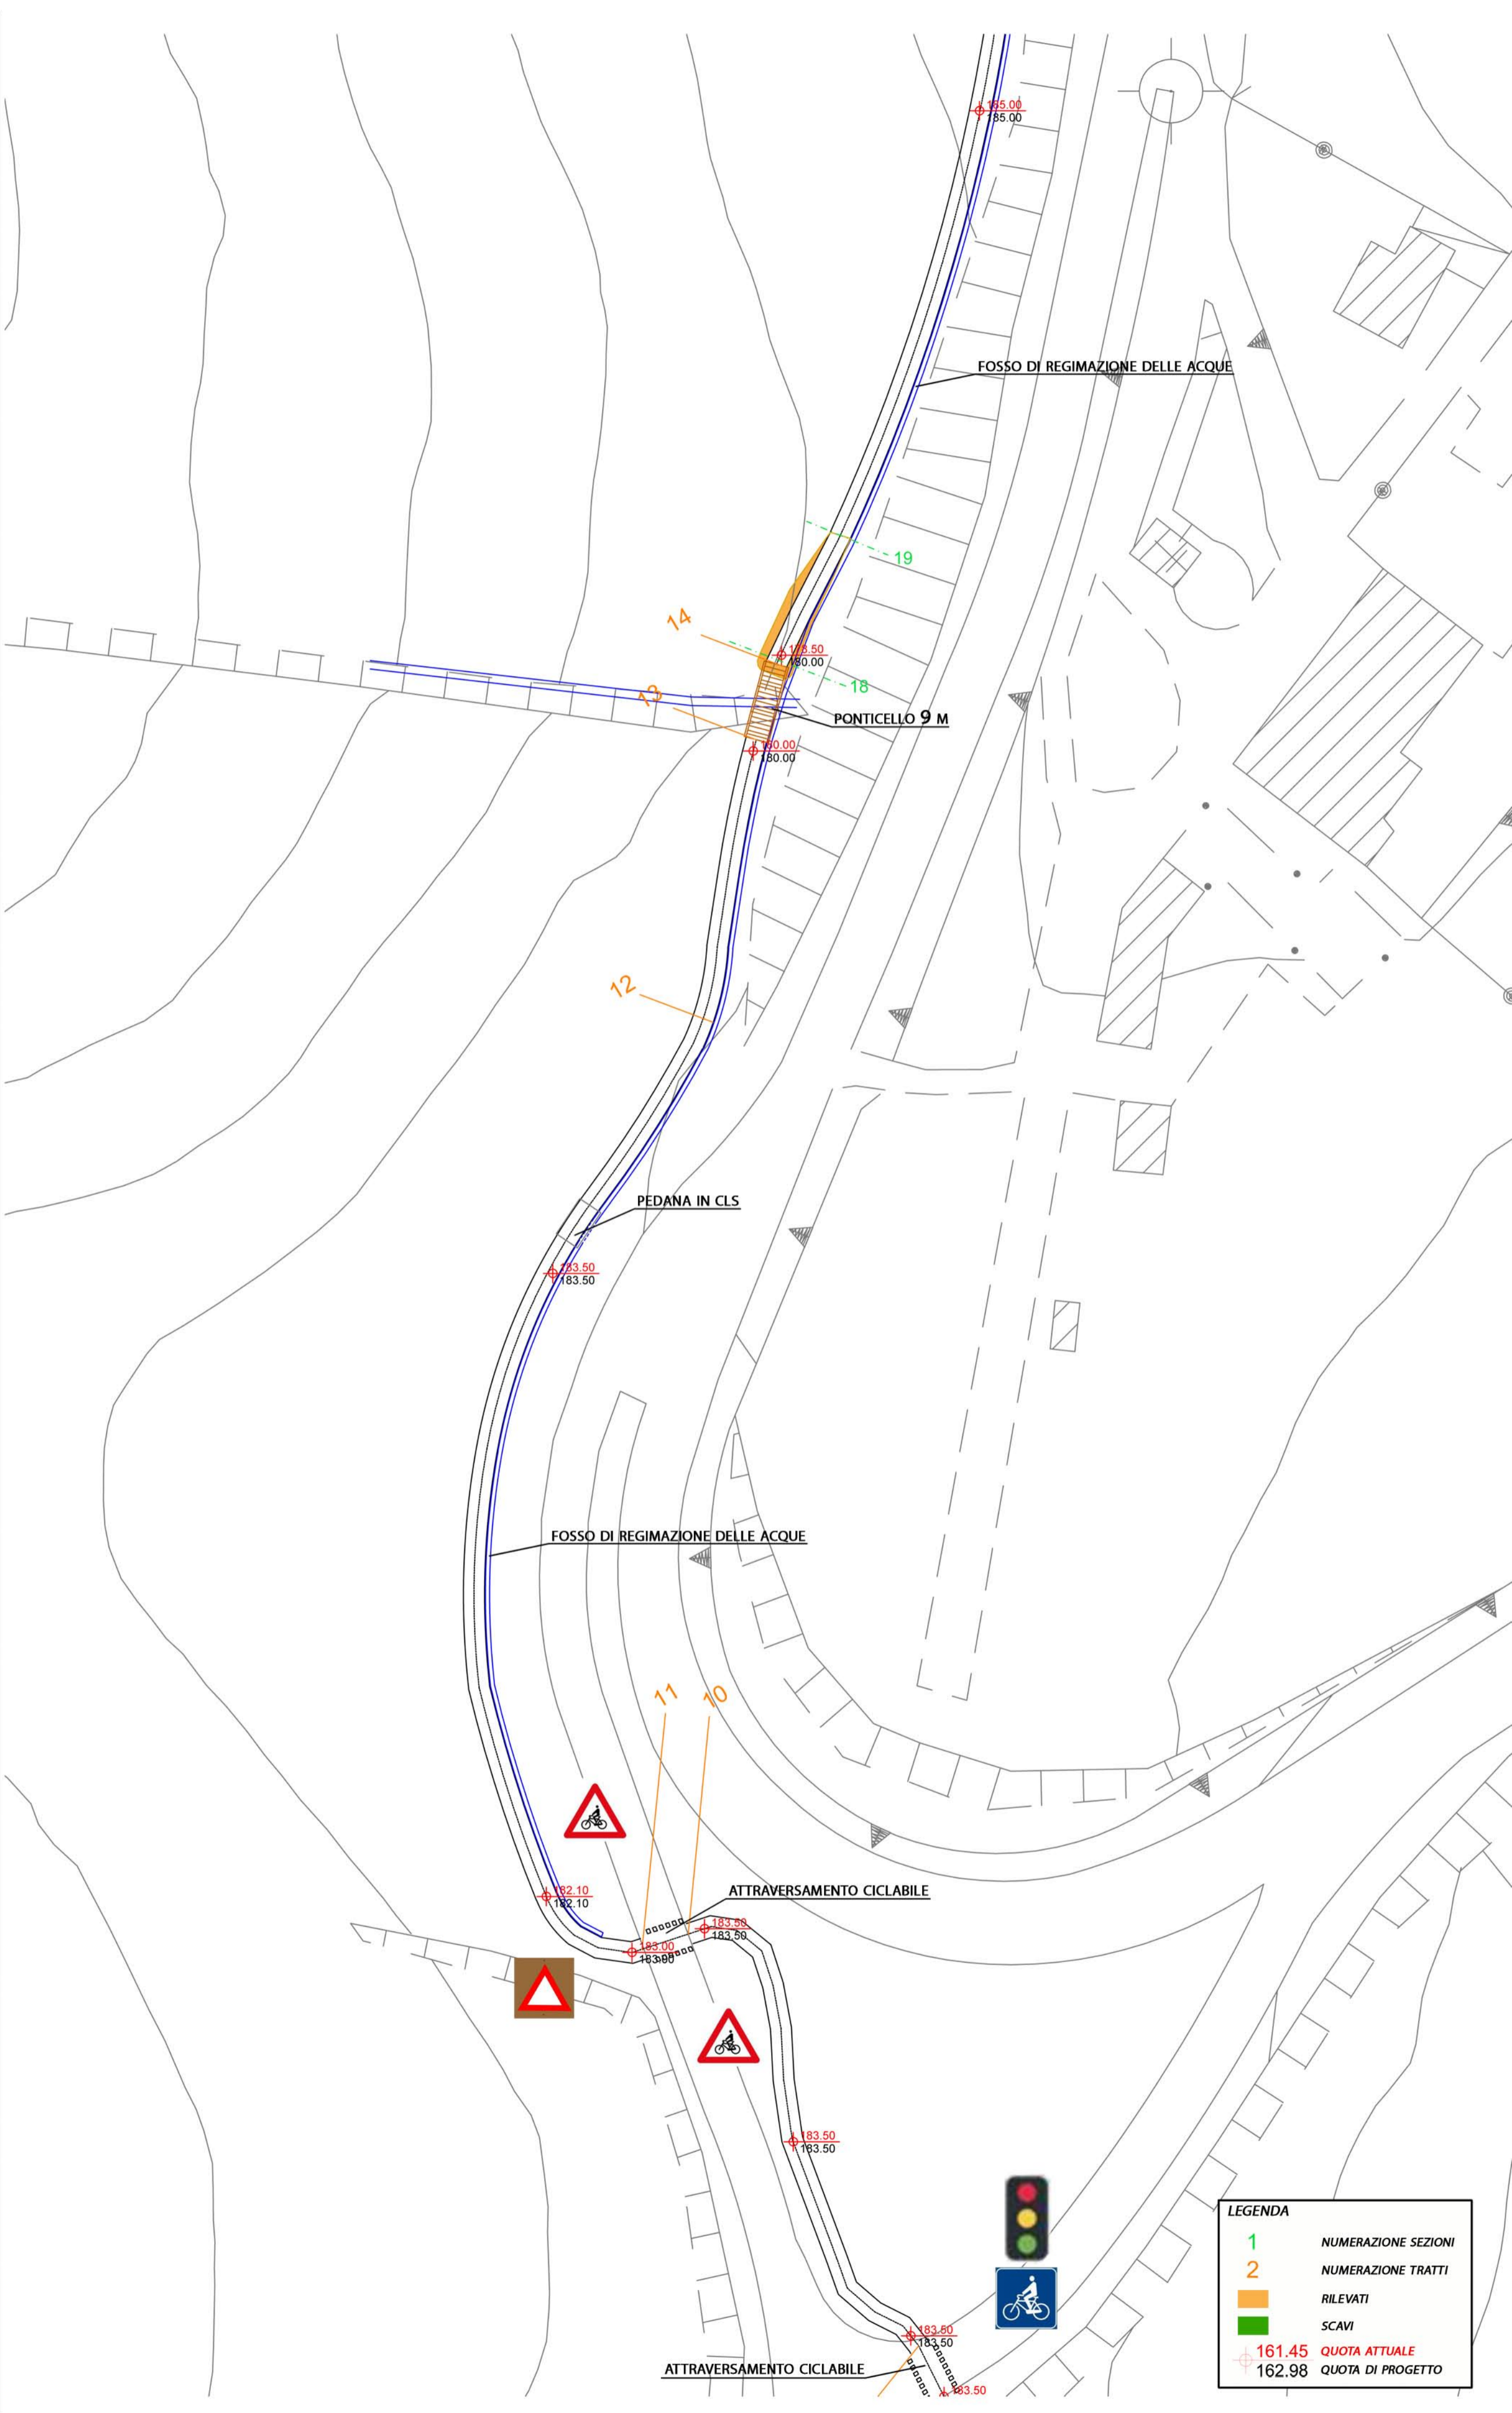 185.00
185.00
FOSSO DI REGIMAZIONE DELLE ACQUE
19
14
178.50
180.00
18
13
PONTICELLO 9 M
180.00
180.00
12
PEDANA IN CLS
183.50
183.50
FOSSO DI REGIMAZIONE DELLE ACQUE
11
10
182.10
182.10
ATTRAVERSAMENTO CICLABILE
183.50
183.50
183.00
183.00
183.50
183.50
183.50
183.50
ATTRAVERSAMENTO CICLABILE
183.50
LEGENDA
1 NUMERAZIONE SEZIONI
2 NUMERAZIONE TRATTI
RILEVATI
SCAVI
161.45 QUOTA ATTUALE
162.98 QUOTA DI PROGETTO